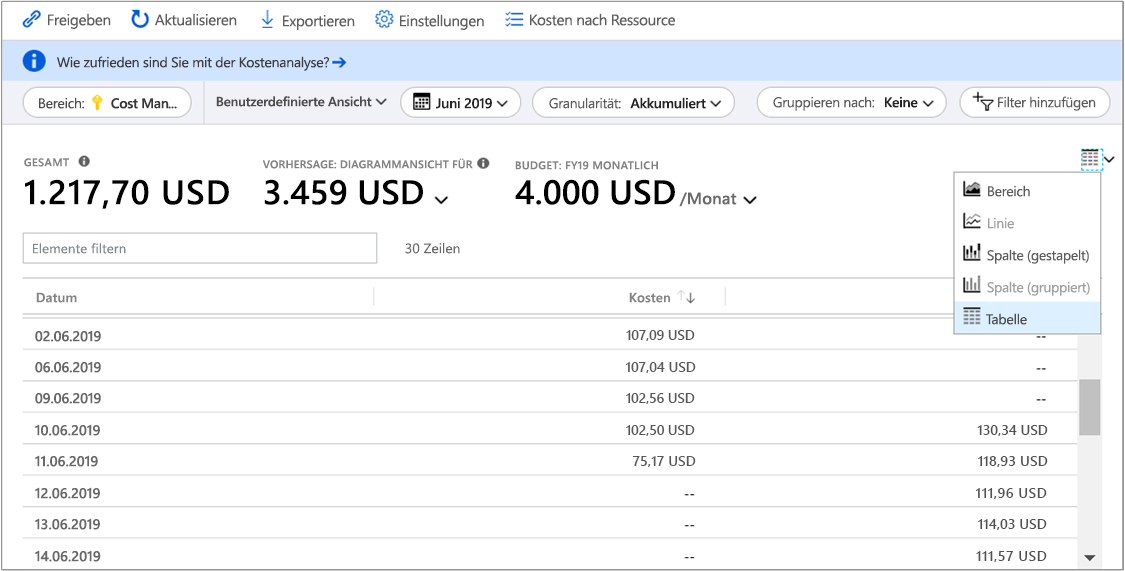 Freigeben Aktualisieren Exportieren Einstellungen Kosten nach Ressource
Wie zufrieden sind Sie mit der Kostenanalyse?
Bereich: Cost Man... Benutzerdefinierte Ansicht Juni 2019 Granularität: Akkumuliert Gruppieren nach: Keine Filter hinzufügen
GESAMT VORHERSAGE: DIAGRAMMANSICHT FÜR BUDGET: FY19 MONATLICH
1.217,70 USD 3.459 USD 4.000 USD /Monat
Bereich
Linie
Spalte (gestapelt)
Spalte (gruppiert)
Tabelle
Elemente filtern 30 Zeilen
Datum Kosten
02.06.2019 107,09 USD --
06.06.2019 107,04 USD --
09.06.2019 102,56 USD --
10.06.2019 102,50 USD 130,34 USD
11.06.2019 75,17 USD 118,93 USD
12.06.2019 -- 111,96 USD
13.06.2019 -- 114,03 USD
14.06.2019 -- 111,57 USD